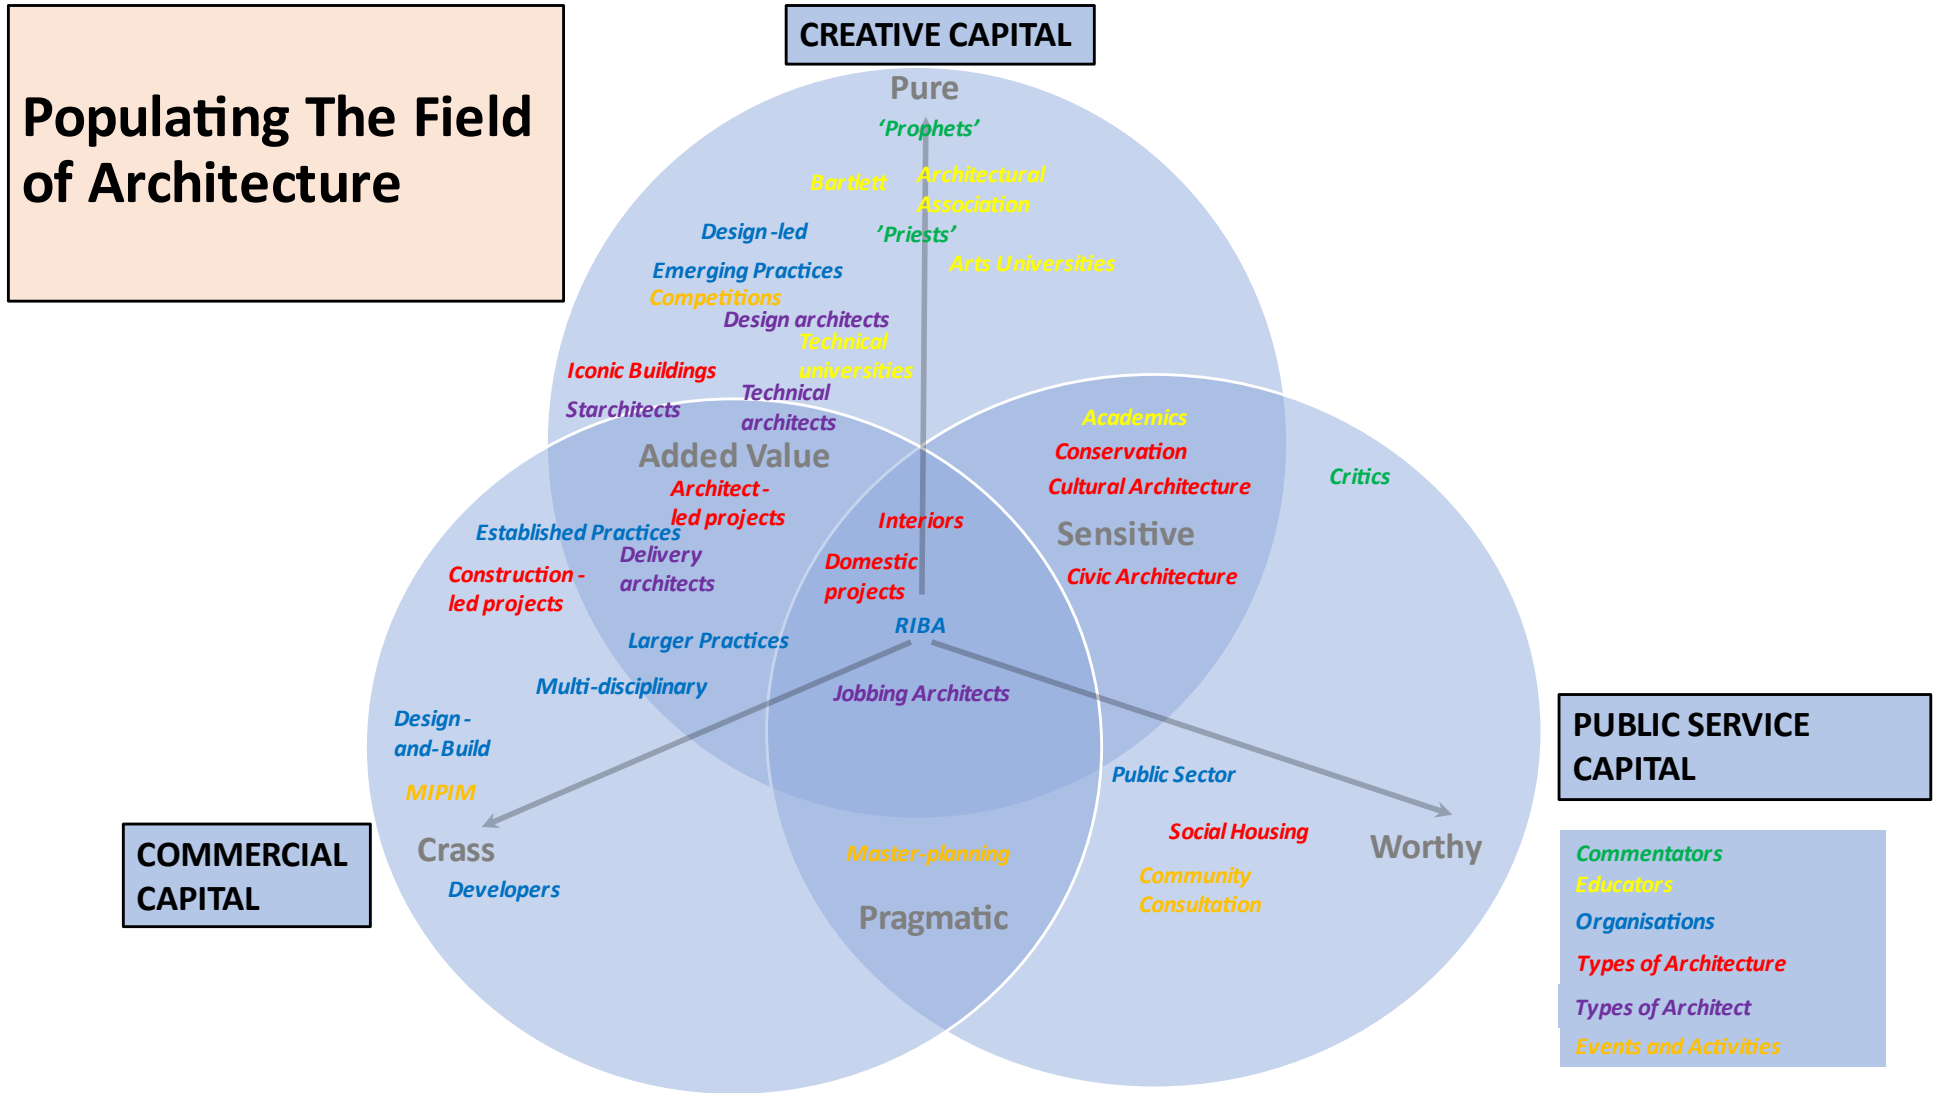 Populating The Field
of Architecture
CREATIVE CAPITAL
Pure
‘Prophets’
Bartlett
Architectural
Association
’Priests’
Arts Universities
Design-led
Emerging Practices
Competitions
Design architects
Technical
universities
Iconic Buildings
Starchitects
Technical
architects
Added Value
Architect-
led projects
Established Practices
Delivery
architects
Construction-
led projects
Larger Practices
Multi-disciplinary
Design-
and-Build
MIPIM
Crass
Developers
COMMERCIAL
CAPITAL
Interiors
Domestic
projects
RIBA
Jobbing Architects
Master-planning
Pragmatic
Academics
Conservation
Cultural Architecture
Sensitive
Civic Architecture
Critics
Public Sector
Social Housing
Community
Consultation
Worthy
PUBLIC SERVICE
CAPITAL
Commentators
Educators
Organisations
Types of Architecture
Types of Architect
Events and Activities